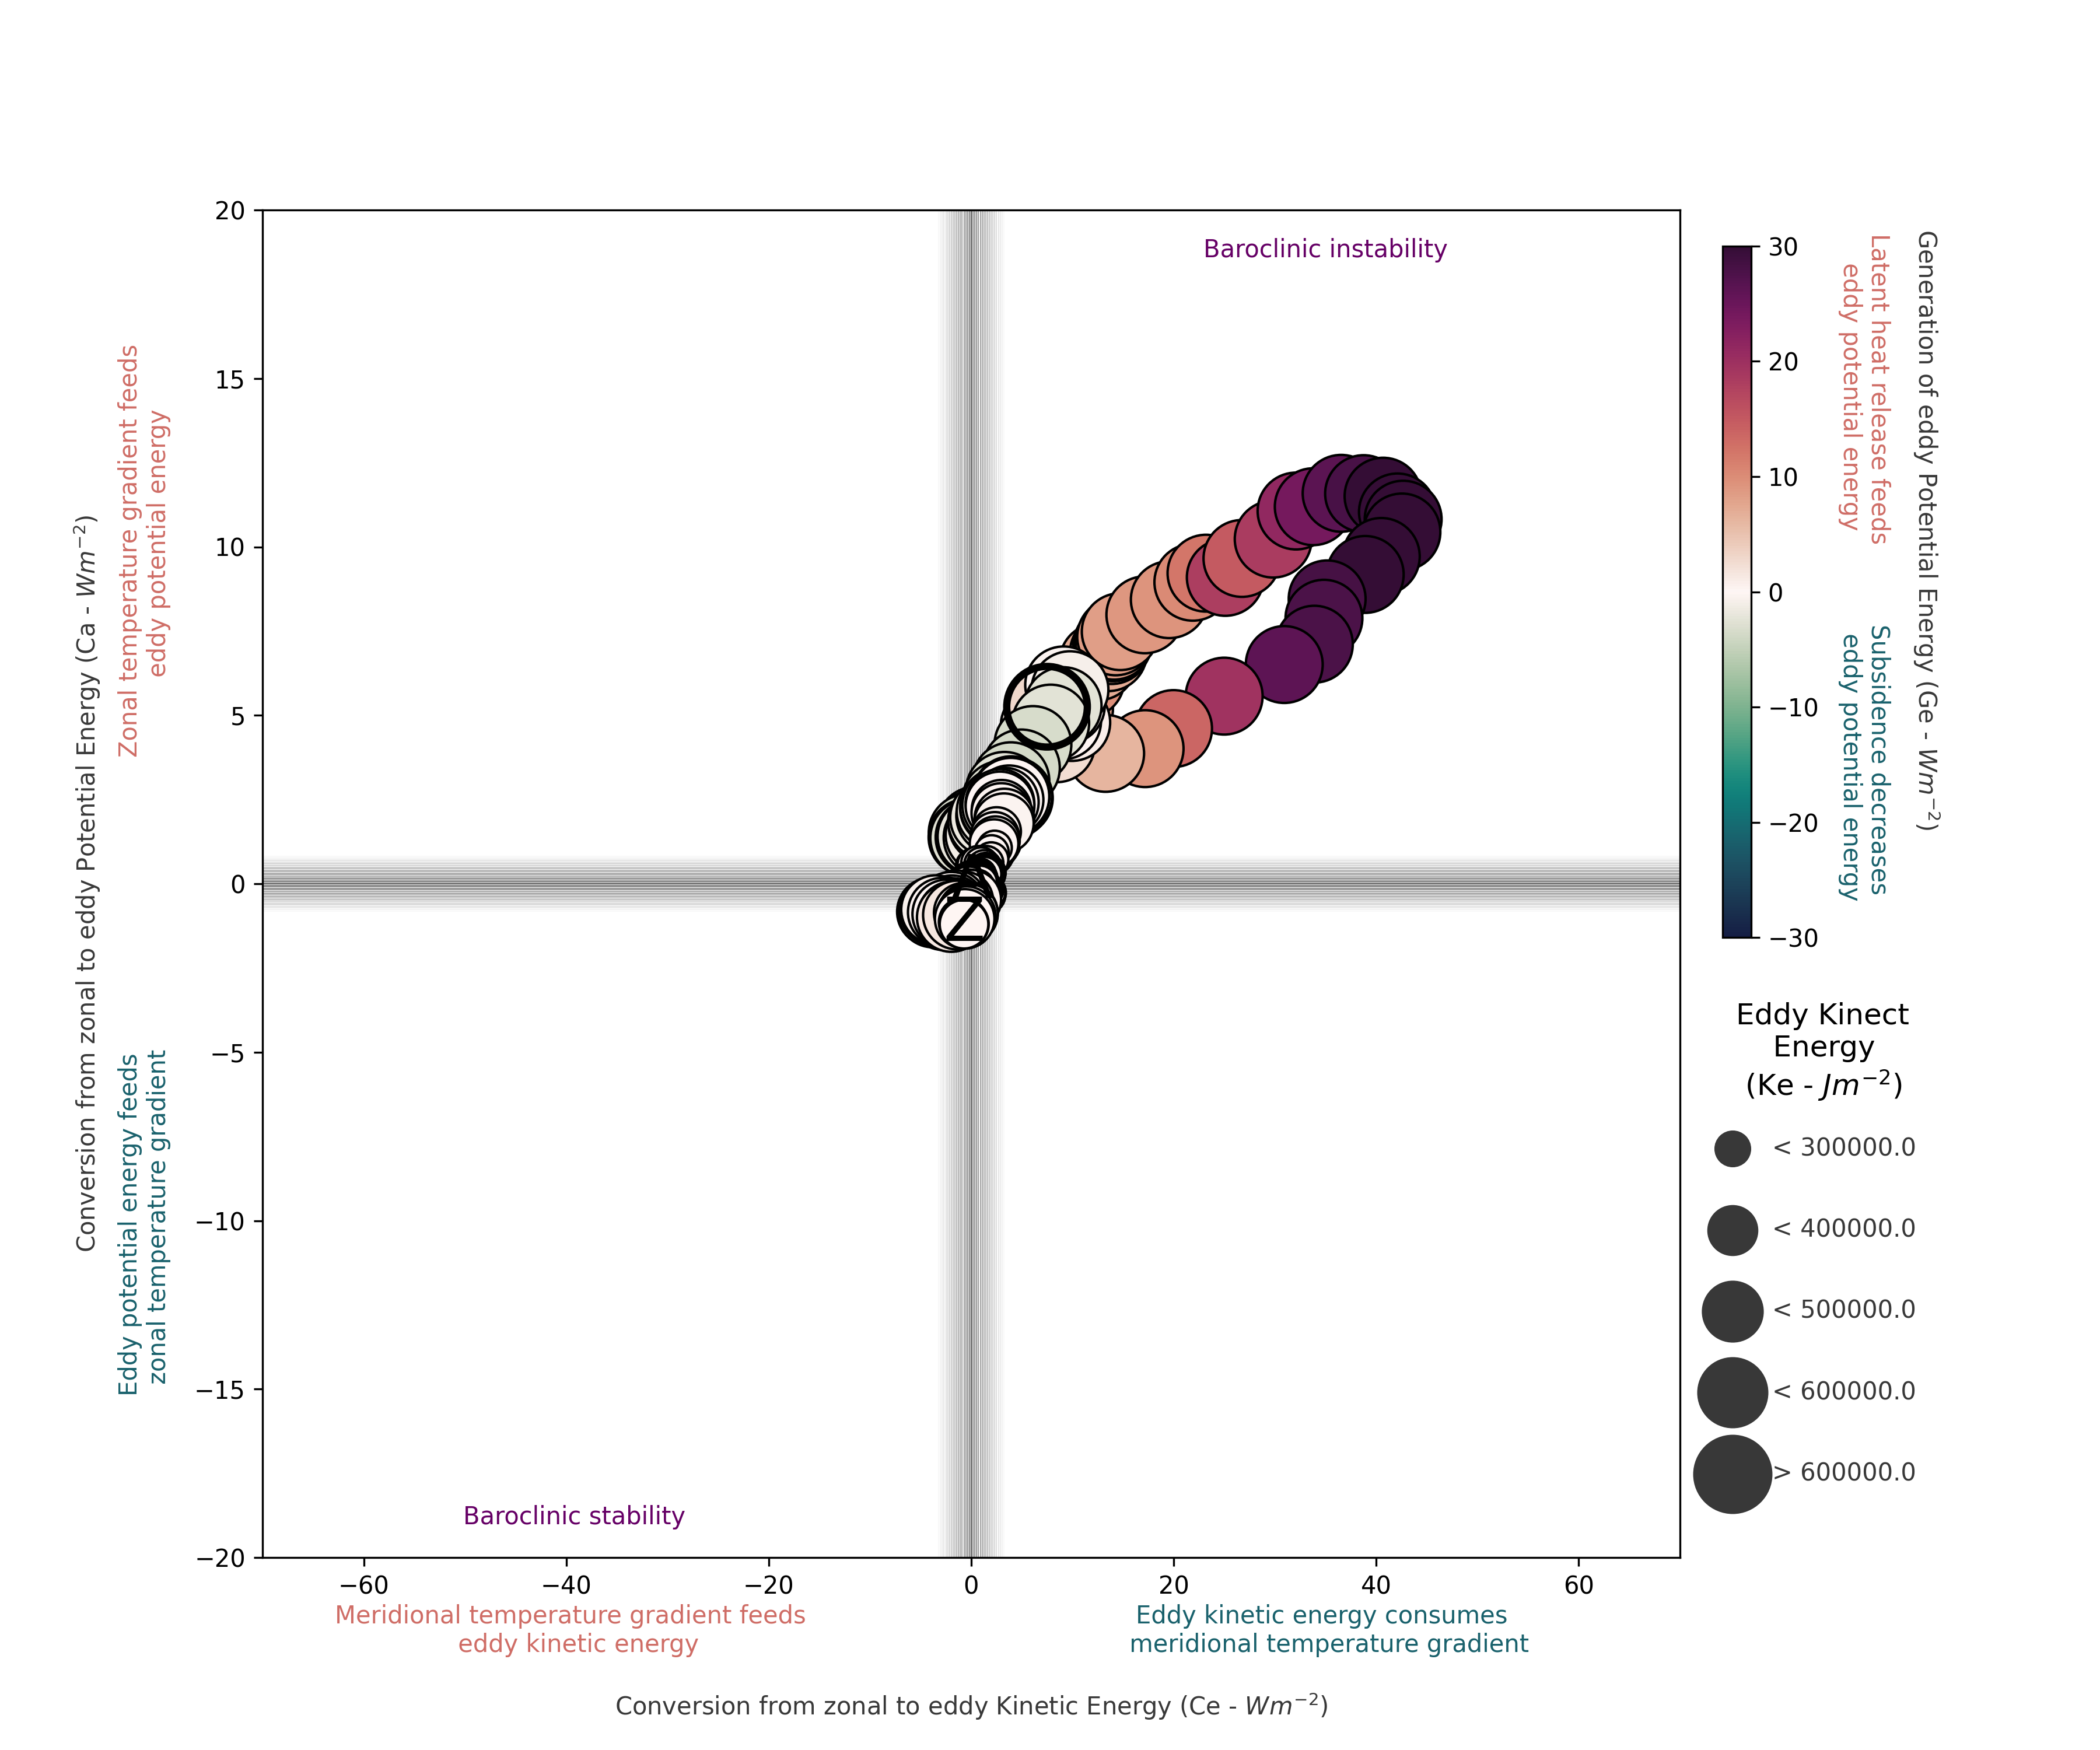 Baroclinic instability
Baroclinic stability
20
15
10
5
0
−5
−10
−15
−20
−60
−40
−20
0
20
40
60
Conversion from zonal to eddy Potential Energy (Ca - Wm⁻²)
Zonal temperature gradient feeds
eddy potential energy
Eddy potential energy feeds
zonal temperature gradient
Meridional temperature gradient feeds
eddy kinetic energy
Eddy kinetic energy consumes
meridional temperature gradient
Conversion from zonal to eddy Kinetic Energy (Ce - Wm⁻²)
A
Z
30
20
10
0
−10
−20
−30
Latent heat release feeds
eddy potential energy
Subsidence decreases
eddy potential energy
Generation of eddy Potential Energy (Ge - Wm⁻²)
Eddy Kinect
Energy
(Ke - Jm⁻²)
< 300000.0
< 400000.0
< 500000.0
< 600000.0
> 600000.0